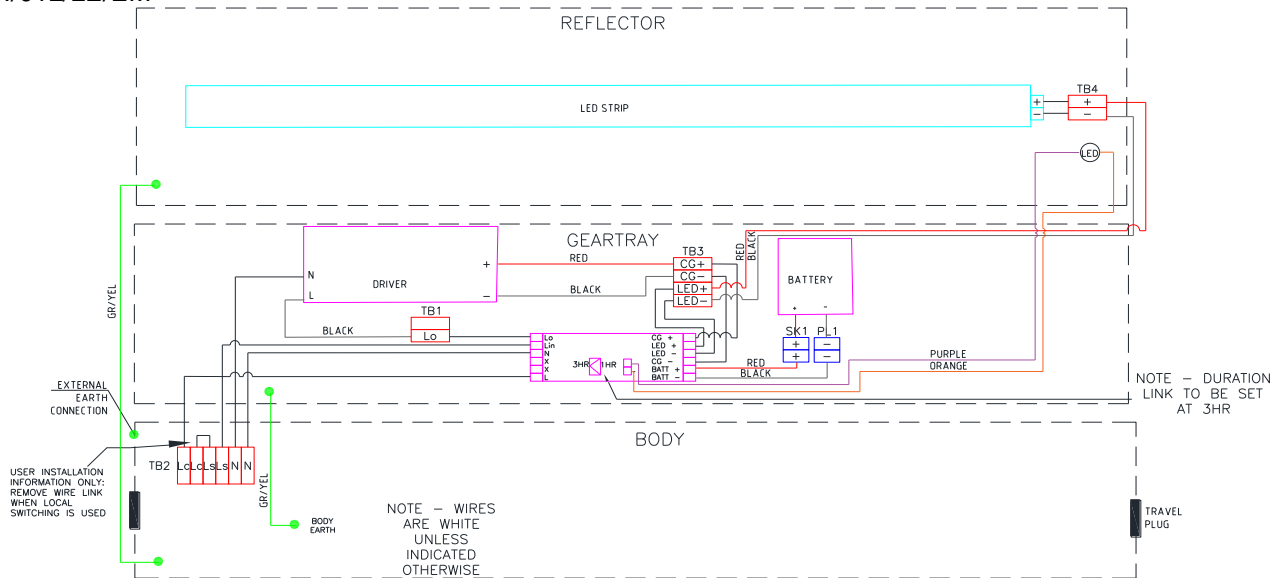 REFLECTOR
LED STRIP
+
−
TB4
+
−
LED
GEARTRAY
DRIVER
N
L
+
−
RED
BLACK
BLACK
TB1
Lo
TB3
CG+
CG−
LED+
LED−
RED
BLACK
BATTERY
+ -
SK1 PL1
+ −
+ −
Lo
Lin
N
X
X
L
3HR 1HR
CG +
LED +
LED −
CG −
BATT +
BATT −
RED
BLACK
PURPLE
ORANGE
NOTE − DURATION
LINK TO BE SET
AT 3HR
GR/YEL
EXTERNAL
EARTH
CONNECTION
BODY
TB2
Lc Lc Ls Ls N N
USER INSTALLATION
INFORMATION ONLY:
REMOVE WIRE LINK
WHEN LOCAL
SWITCHING IS USED
GR/YEL
BODY
EARTH
NOTE − WIRES
ARE WHITE
UNLESS
INDICATED
OTHERWISE
TRAVEL
PLUG